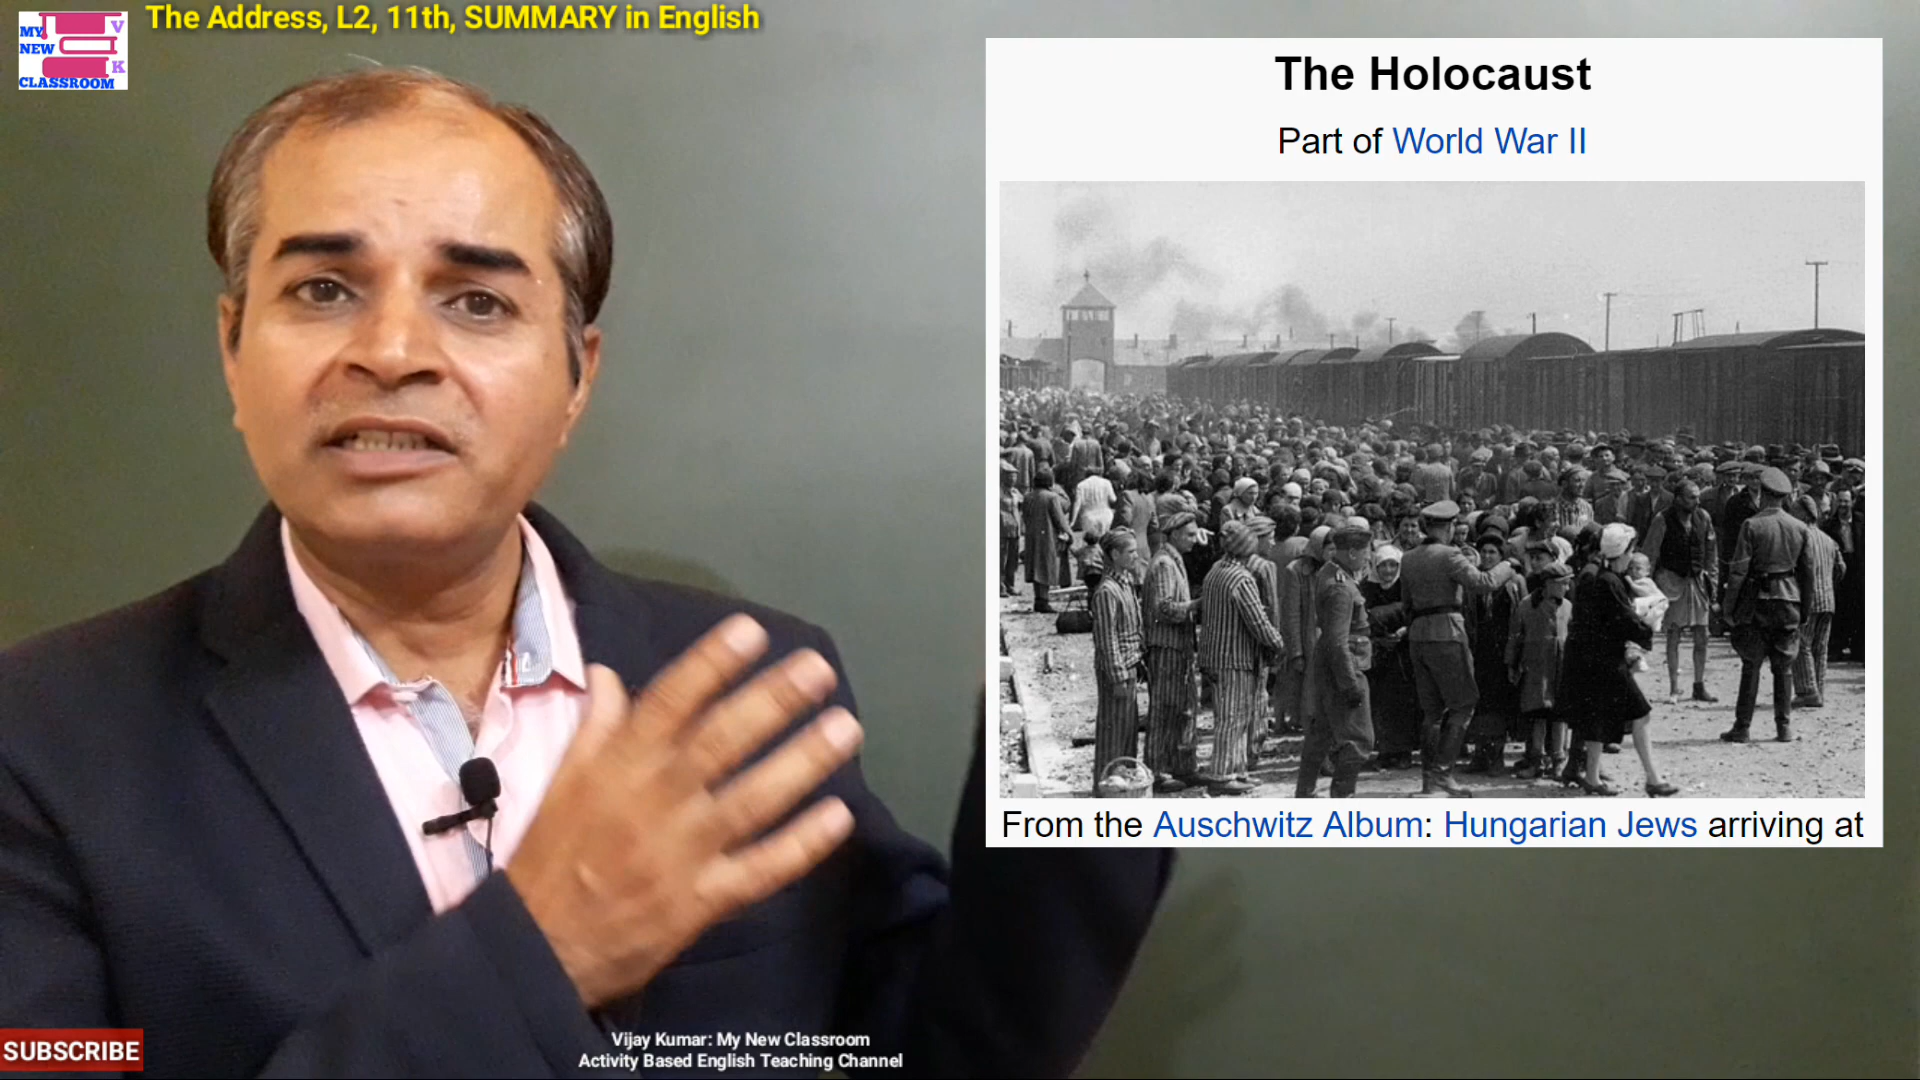 The Address, L2, 11th, SUMMARY in English
MY
NEW
CLASSROOM
V
K
The Holocaust
Part of World War II
From the Auschwitz Album: Hungarian Jews arriving at
SUBSCRIBE
Vijay Kumar: My New Classroom
Activity Based English Teaching Channel